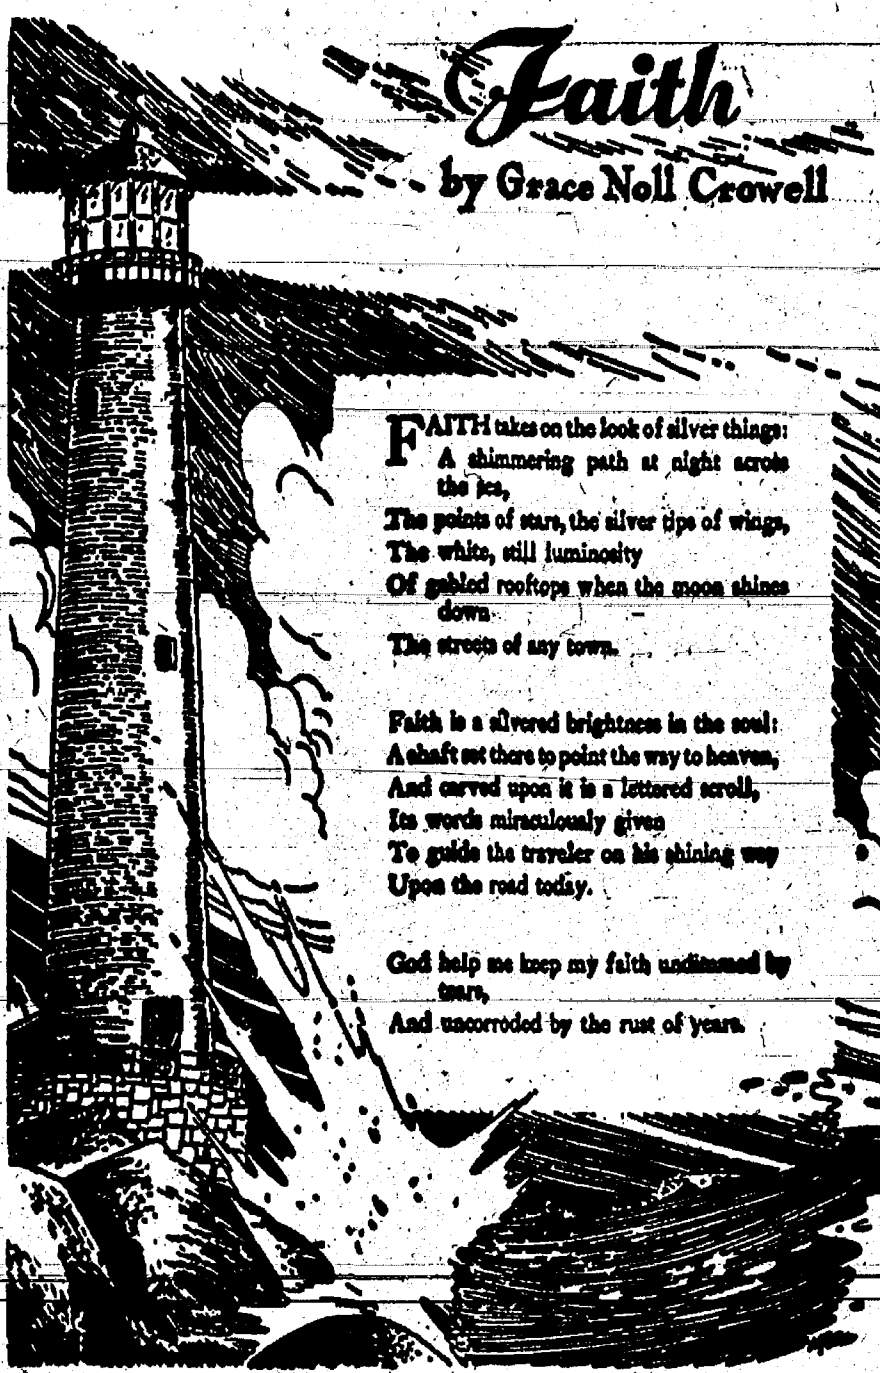 Faith
by Grace Noll Crowell
FAITH takes on the look of silver things:
A shimmering path at night across
the sea,
The points of stars, the silver tips of wings,
The white, still luminosity
Of gabled rooftops when the moon shines
down
The streets of any town.
Faith is a silvered brightness in the soul:
A shaft set there to point the way to heaven,
And carved upon it is a lettered scroll,
Its words miraculously given
To guide the traveler on his shining way
Upon the road today.
God help me keep my faith undimmed by
tears,
And uncorroded by the rust of years.